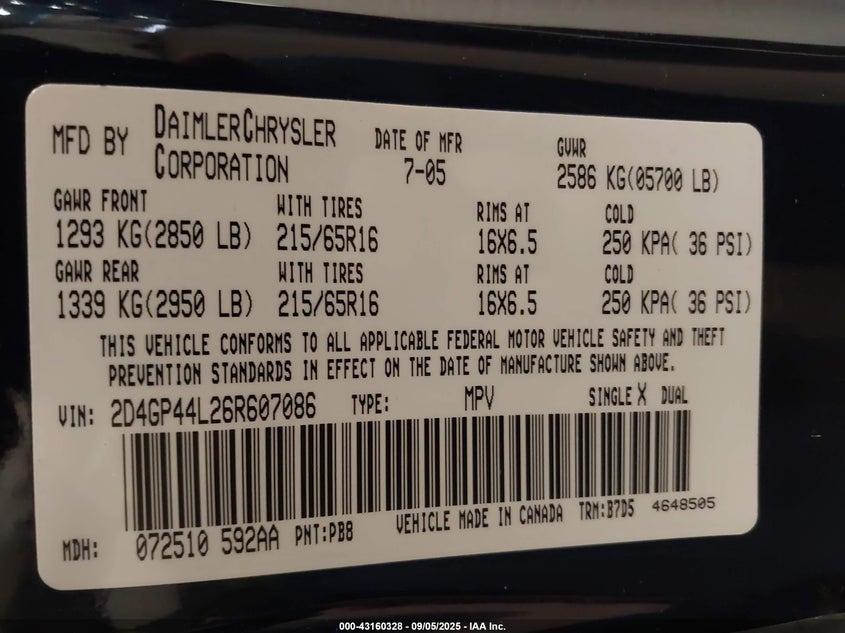 MFD BY DAIMLERCHRYSLER CORPORATION DATE OF MFR 7-05 GVWR 2586 KG(05700 LB)
GAWR FRONT WITH TIRES RIMS AT COLD
1293 KG(2850 LB) 215/65R16 16X6.5 250 KPA( 36 PSI)
GAWR REAR WITH TIRES RIMS AT COLD
1339 KG(2950 LB) 215/65R16 16X6.5 250 KPA( 36 PSI)
THIS VEHICLE CONFORMS TO ALL APPLICABLE FEDERAL MOTOR VEHICLE SAFETY AND THEFT
PREVENTION STANDARDS IN EFFECT ON THE DATE OF MANUFACTURE SHOWN ABOVE.
VIN: 2D4GP44L26R607086 TYPE: MPV SINGLE X DUAL
MDH: 072510 592AA PNT:PB8 VEHICLE MADE IN CANADA TRM:B7D5 4648505
000-43160328 - 09/05/2025 - IAA Inc.